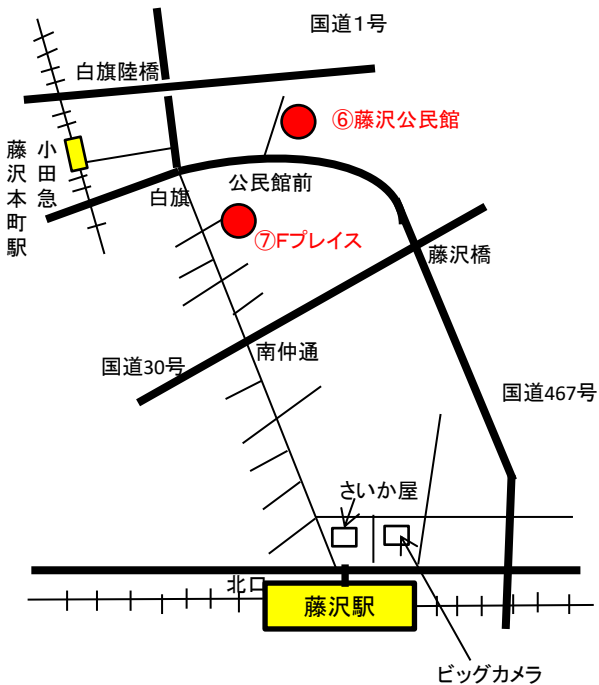 国道1号
白旗陸橋
⑥藤沢公民館
小田急
藤沢本町駅
公民館前
白旗
⑦Fプレイス
藤沢橋
南仲通
国道30号
国道467号
さいか屋
北口
藤沢駅
ビッグカメラ